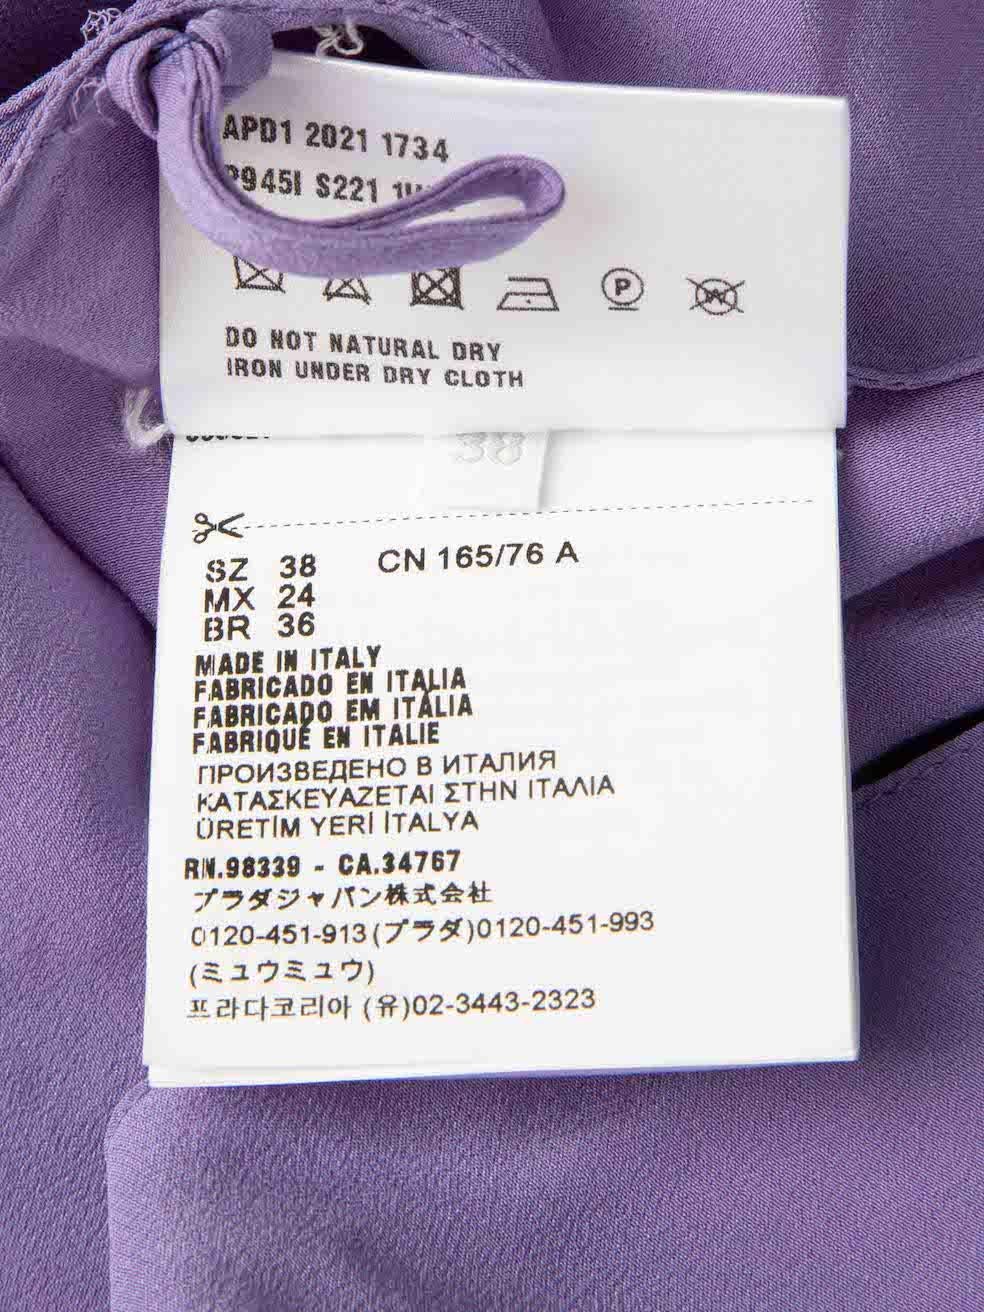 APD1 2021 1734
P945I S221
P
W
DO NOT NATURAL DRY
IRON UNDER DRY CLOTH
38
SZ 38 CN 165/76 A
MX 24
BR 36
MADE IN ITALY
FABRICADO EN ITALIA
FABRICADO EM ITÁLIA
FABRIQUÉ EN ITALIE
ПРОИЗВЕДЕНО В ИТАЛИЯ
ΚΑΤΑΣΚΕΥΑΖΕΤΑΙ ΣΤΗΝ ΙΤΑΛΙΑ
ÜRETİM YERİ İTALYA
RN.98339 - CA.34767
プラダジャパン株式会社
0120-451-913(プラダ)0120-451-993
(ミュウミュウ)
프라다코리아 (유)02-3443-2323